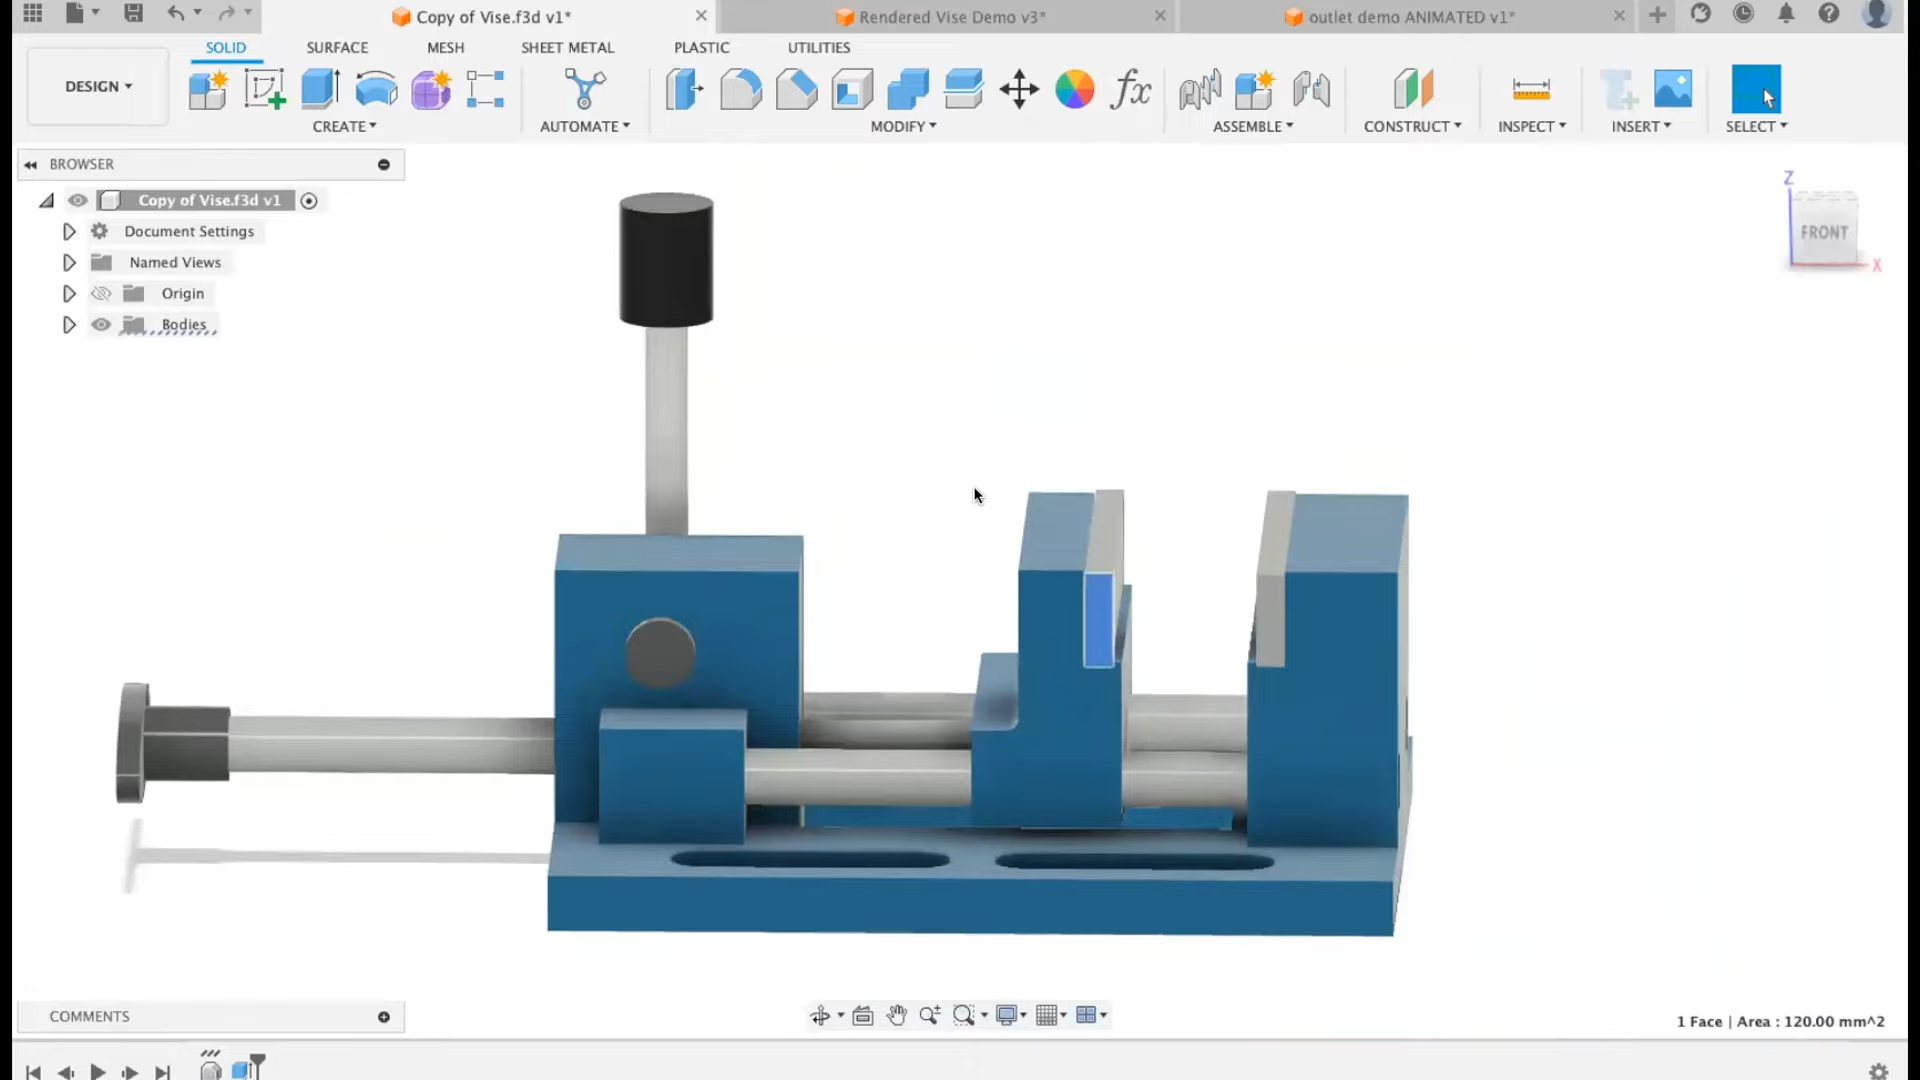 Copy of Vise.f3d v1*
Rendered Vise Demo v3*
outlet demo ANIMATED v1*
SOLID
SURFACE
MESH
SHEET METAL
PLASTIC
UTILITIES
DESIGN
fx
CREATE
AUTOMATE
MODIFY
ASSEMBLE
CONSTRUCT
INSPECT
INSERT
SELECT
BROWSER
Copy of Vise.f3d v1
Document Settings
Named Views
Origin
Bodies
Z
FRONT
X
COMMENTS
1 Face | Area : 120.00 mm^2